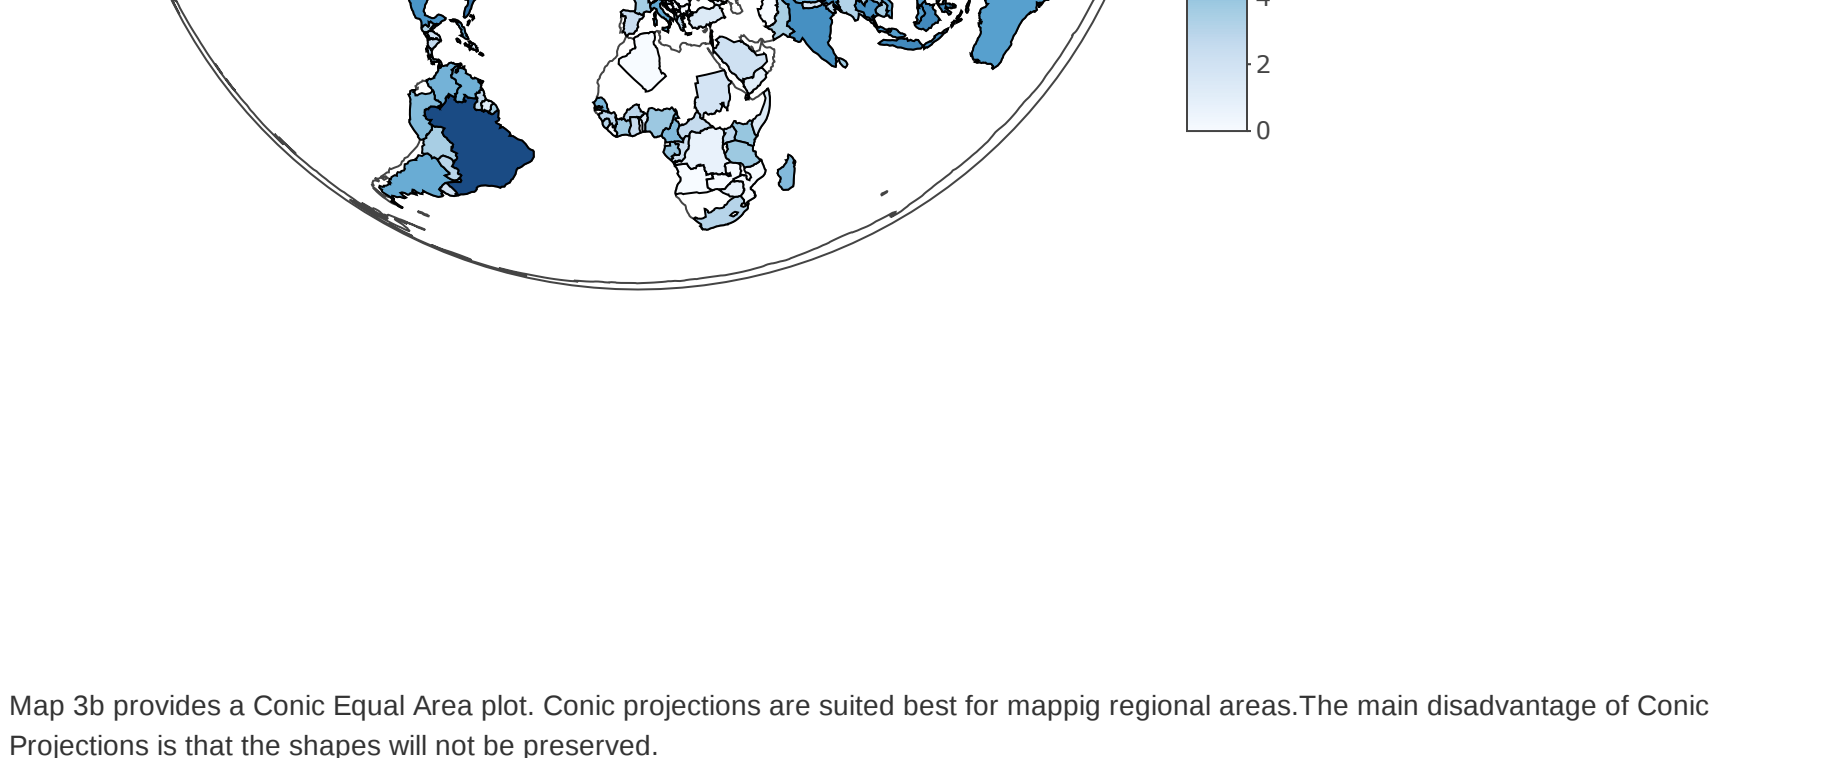 2
0
Map 3b provides a Conic Equal Area plot. Conic projections are suited best for mappig regional areas.The main disadvantage of Conic
Projections is that the shapes will not be preserved.